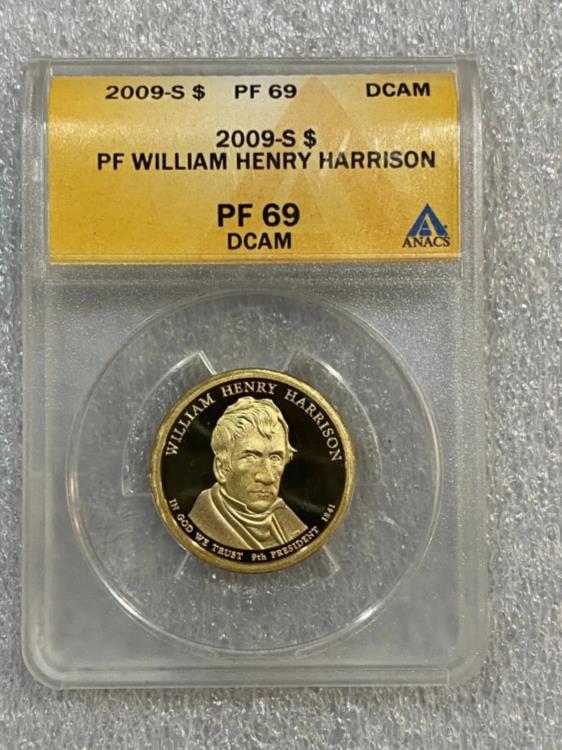 2009-S $ PF 69 DCAM
2009-S $
PF WILLIAM HENRY HARRISON
PF 69
DCAM
ANACS
WILLIAM HENRY HARRISON
IN GOD WE TRUST 9th PRESIDENT 1841